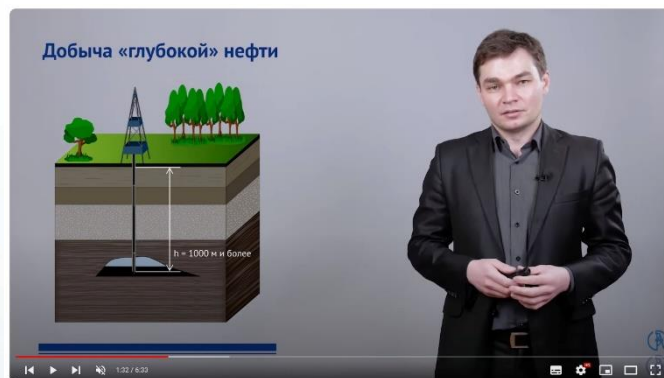 Добыча «глубокой» нефти
h = 1000 м и более
1:32 / 6:33